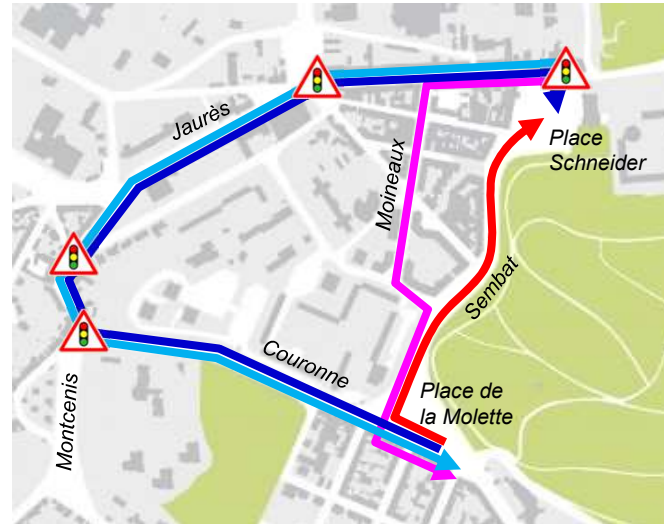 Jaurès
Moineaux
Place
Schneider
Sembat
Couronne
Place de
la Molette
Montcenis